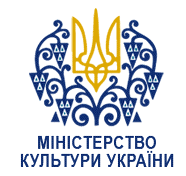 МІНІСТЕРСТВО
КУЛЬТУРИ УКРАЇНИ